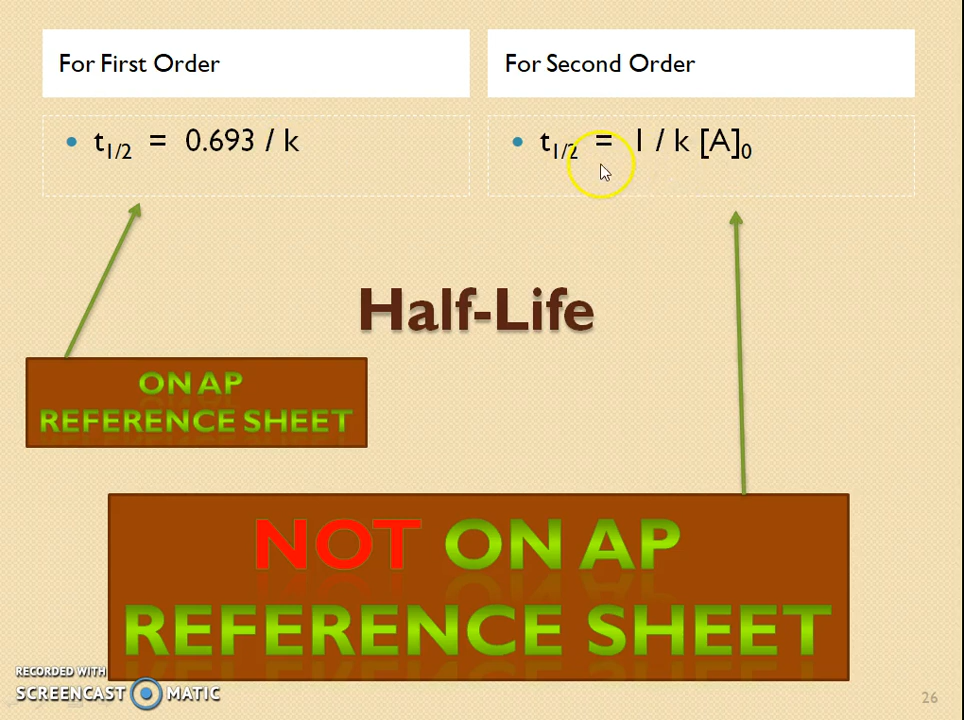 For First Order
For Second Order
• t1/2 = 0.693 / k
• t1/2 = 1 / k [A]0
Half-Life
ON AP
REFERENCE SHEET
NOT ON AP
REFERENCE SHEET
RECORDED WITH
SCREENCAST MATIC
26